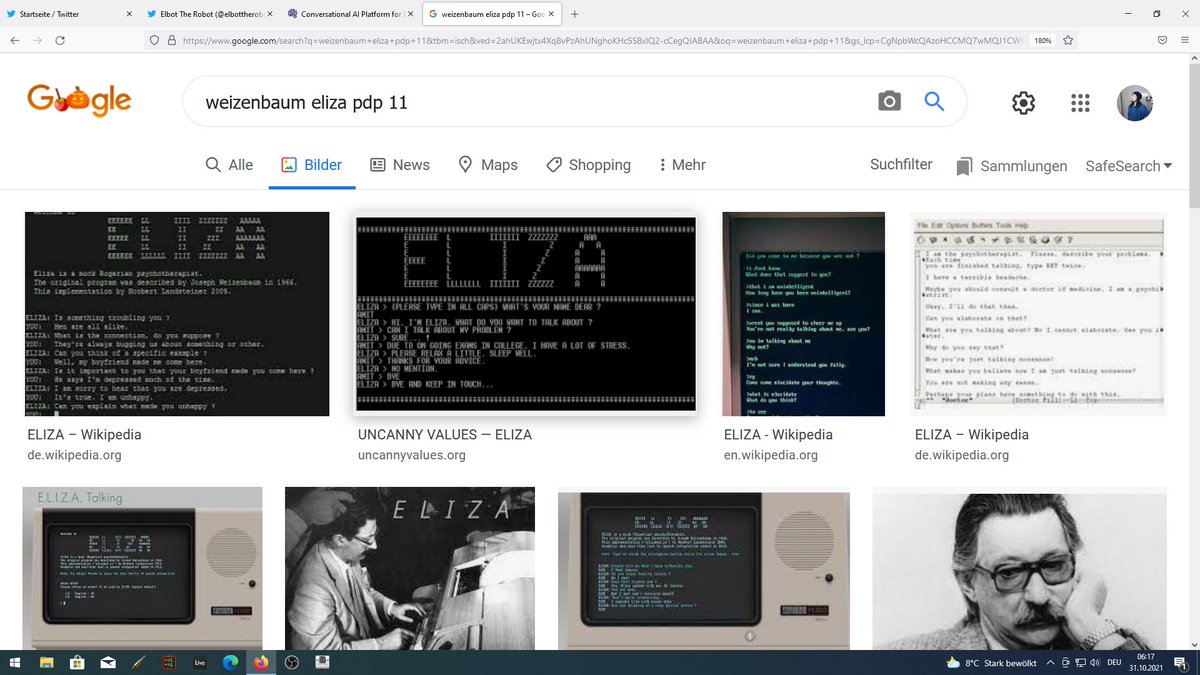 Startseite / Twitter
Elbot The Robot (@elbottherobo
Conversational AI Platform for E
weizenbaum eliza pdp 11 – Goo
https://www.google.com/search?q=weizenbaum+eliza+pdp+11&tbm=isch&ved=
180%
Google
weizenbaum eliza pdp 11
Alle
Bilder
News
Maps
Shopping
Mehr
Suchfilter
Sammlungen
SafeSearch
Eliza is a mock Rogerian psychotherapist.
The original program was described by Joseph Weizenbaum in 1966.
This implementation by Norbert Landsteiner 2005.
ELIZA: Is something troubling you ?
YOU: Men are all alike.
ELIZA: What is the connection, do you suppose ?
YOU: They're always bugging us about something or other.
ELIZA: Can you think of a specific example ?
YOU: Well, my boyfriend made me come here.
ELIZA: Is it important to you that your boyfriend made you come here ?
YOU: He says I'm depressed much of the time.
ELIZA: I am sorry to hear that you are depressed.
YOU: It's true. I am unhappy.
ELIZA: Can you explain what made you unhappy ?
YOU:
ELIZA
ELIZA > (PLEASE TYPE IN ALL CAPS) WHAT'S YOUR NAME DEAR ?
AMIT
ELIZA > HI, I'M ELIZA. WHAT DO YOU WANT TO TALK ABOUT ?
AMIT > CAN I TALK ABOUT MY PROBLEM ?
ELIZA > SURE... !
AMIT > DUE TO ON GOING EXAMS IN COLLEGE. I HAVE A LOT OF STRESS.
ELIZA > PLEASE RELAX A LITTLE. SLEEP WELL.
AMIT > THANKS FOR YOUR ADVICE.
ELIZA > NO MENTION.
AMIT > BYE
ELIZA > BYE AND KEEP IN TOUCH...
Did you come to me because you are not ?
>i dont know
What does that suggest to you?
>that i am unintelligent
How long have you been unintelligent?
>since i was born
I see.
>arent you supposed to cheer me up
You're not really talking about me, are you?
>no im talking about me
Why not?
I'm not sure I understand you fully.
Come come elucidate your thoughts.
>what is elucidate
What do you think?
File Edit Options Buffers Tools Help
I am the psychotherapist. Please, describe your problems. Each time
you are finished talking, type RET twice.
I have a terrible headache.
Maybe you should consult a doctor of medicine. I am a psychi
atrist.
Okay, I'll do that then.
Can you elaborate on that?
What are you talking about? No I cannot elaborate. See you l
ater.
Why do you say that?
Now you're just talking nonsense!
What makes you believe now I am just talking nonsense?
You are not making any sense.
Perhaps your plans have something to do with this.
ELIZA – Wikipedia
de.wikipedia.org
UNCANNY VALUES — ELIZA
uncannyvalues.org
ELIZA - Wikipedia
en.wikipedia.org
ELIZA – Wikipedia
de.wikipedia.org
E.L.I.Z.A. Talking
ELIZA
Live
8°C Stark bewölkt
DEU
06:17
31.10.2021
1